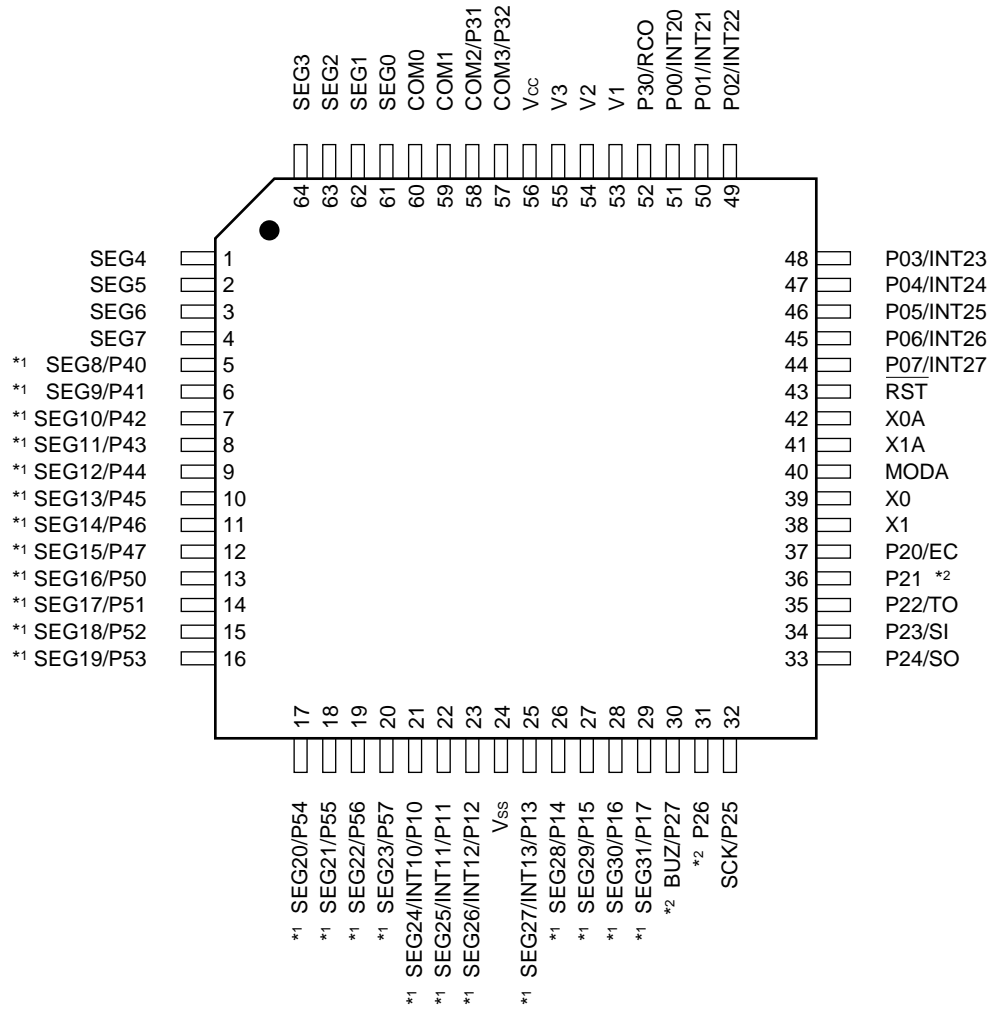 SEG3
SEG2
SEG1
SEG0
COM0
COM1
COM2/P31
COM3/P32
Vcc
V3
V2
V1
P30/RCO
P00/INT20
P01/INT21
P02/INT22
64
63
62
61
60
59
58
57
56
55
54
53
52
51
50
49
SEG4 1
SEG5 2
SEG6 3
SEG7 4
*1 SEG8/P40 5
*1 SEG9/P41 6
*1 SEG10/P42 7
*1 SEG11/P43 8
*1 SEG12/P44 9
*1 SEG13/P45 10
*1 SEG14/P46 11
*1 SEG15/P47 12
*1 SEG16/P50 13
*1 SEG17/P51 14
*1 SEG18/P52 15
*1 SEG19/P53 16
48 P03/INT23
47 P04/INT24
46 P05/INT25
45 P06/INT26
44 P07/INT27
43 RST
42 X0A
41 X1A
40 MODA
39 X0
38 X1
37 P20/EC
36 P21 *2
35 P22/TO
34 P23/SI
33 P24/SO
17
18
19
20
21
22
23
24
25
26
27
28
29
30
31
32
*1 SEG20/P54
*1 SEG21/P55
*1 SEG22/P56
*1 SEG23/P57
*1 SEG24/INT10/P10
*1 SEG25/INT11/P11
*1 SEG26/INT12/P12
Vss
*1 SEG27/INT13/P13
*1 SEG28/P14
*1 SEG29/P15
*1 SEG30/P16
*1 SEG31/P17
*2 BUZ/P27
*2 P26
SCK/P25